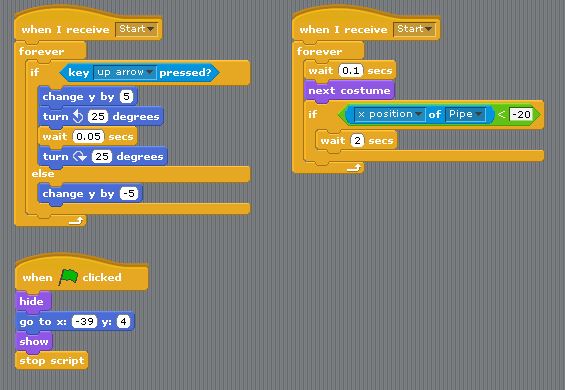 when I receive Start
forever
if key up arrow pressed?
change y by 5
turn 25 degrees
wait 0.05 secs
turn 25 degrees
else
change y by -5
when clicked
hide
go to x: -39 y: 4
show
stop script
when I receive Start
forever
wait 0.1 secs
next costume
if x position of Pipe < -20
wait 2 secs